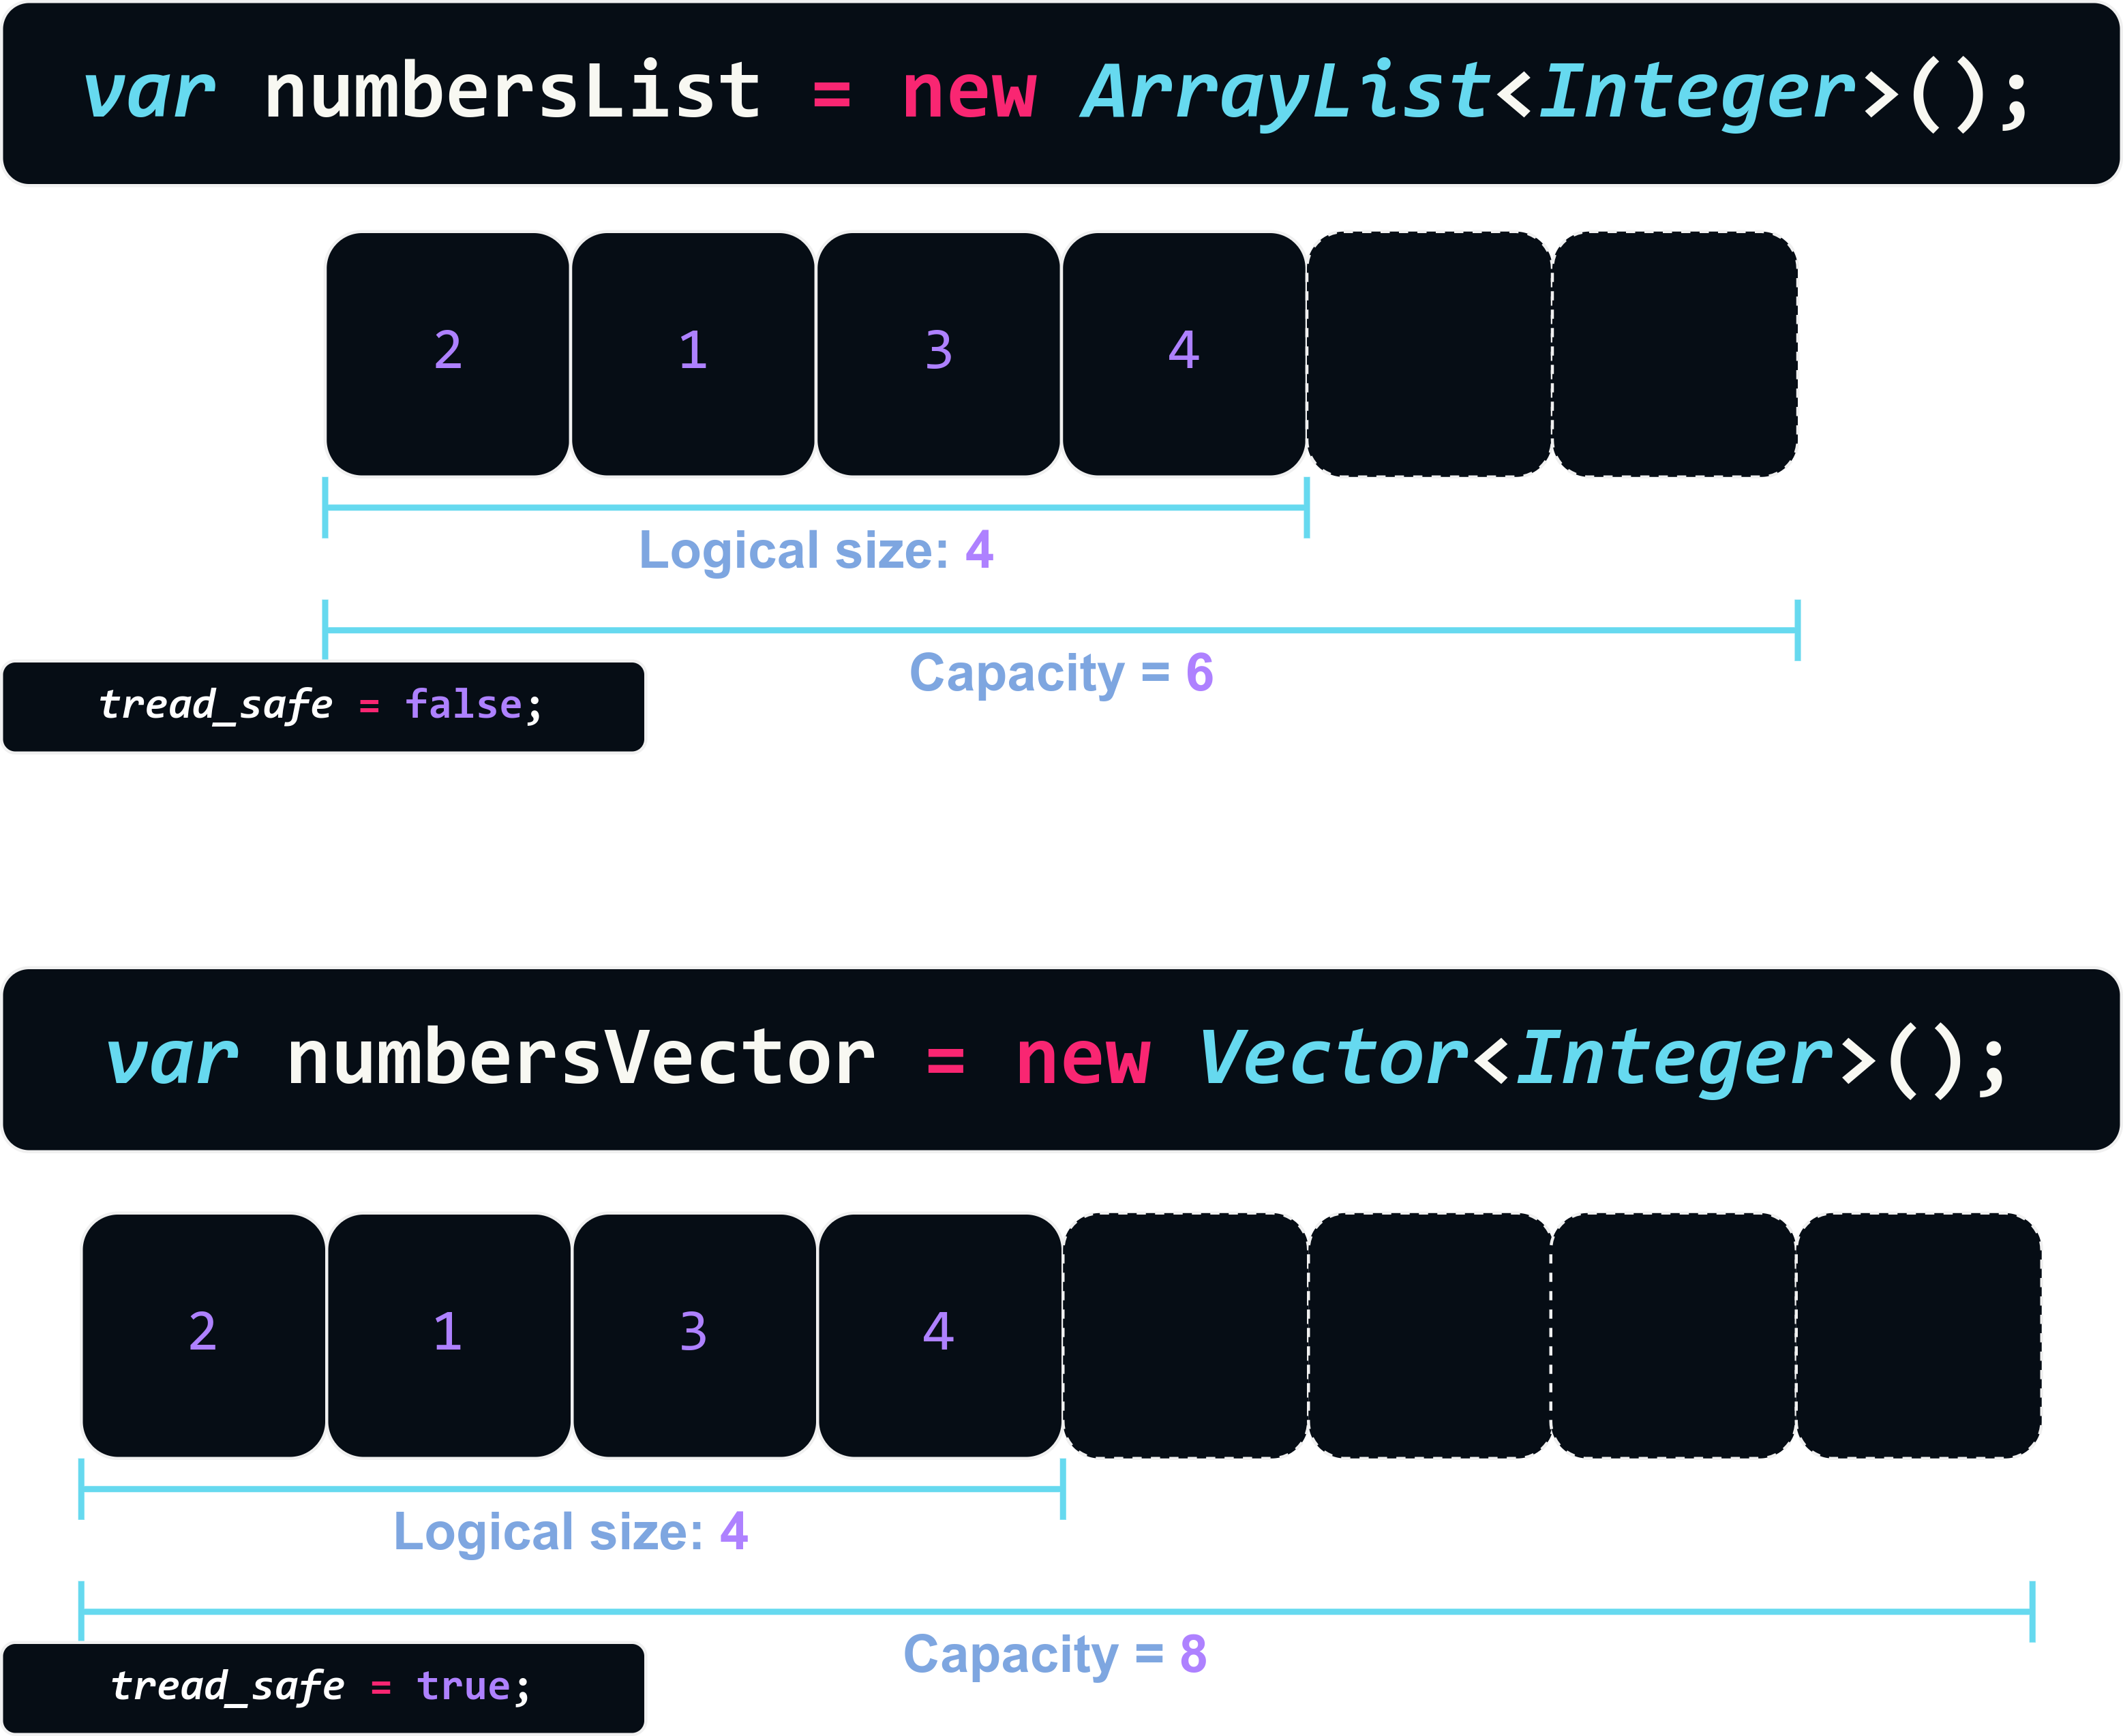 var numbersList = new ArrayList<Integer>();
2 1 3 4
Logical size: 4
Capacity = 6
tread_safe = false;
var numbersVector = new Vector<Integer>();
2 1 3 4
Logical size: 4
Capacity = 8
tread_safe = true;